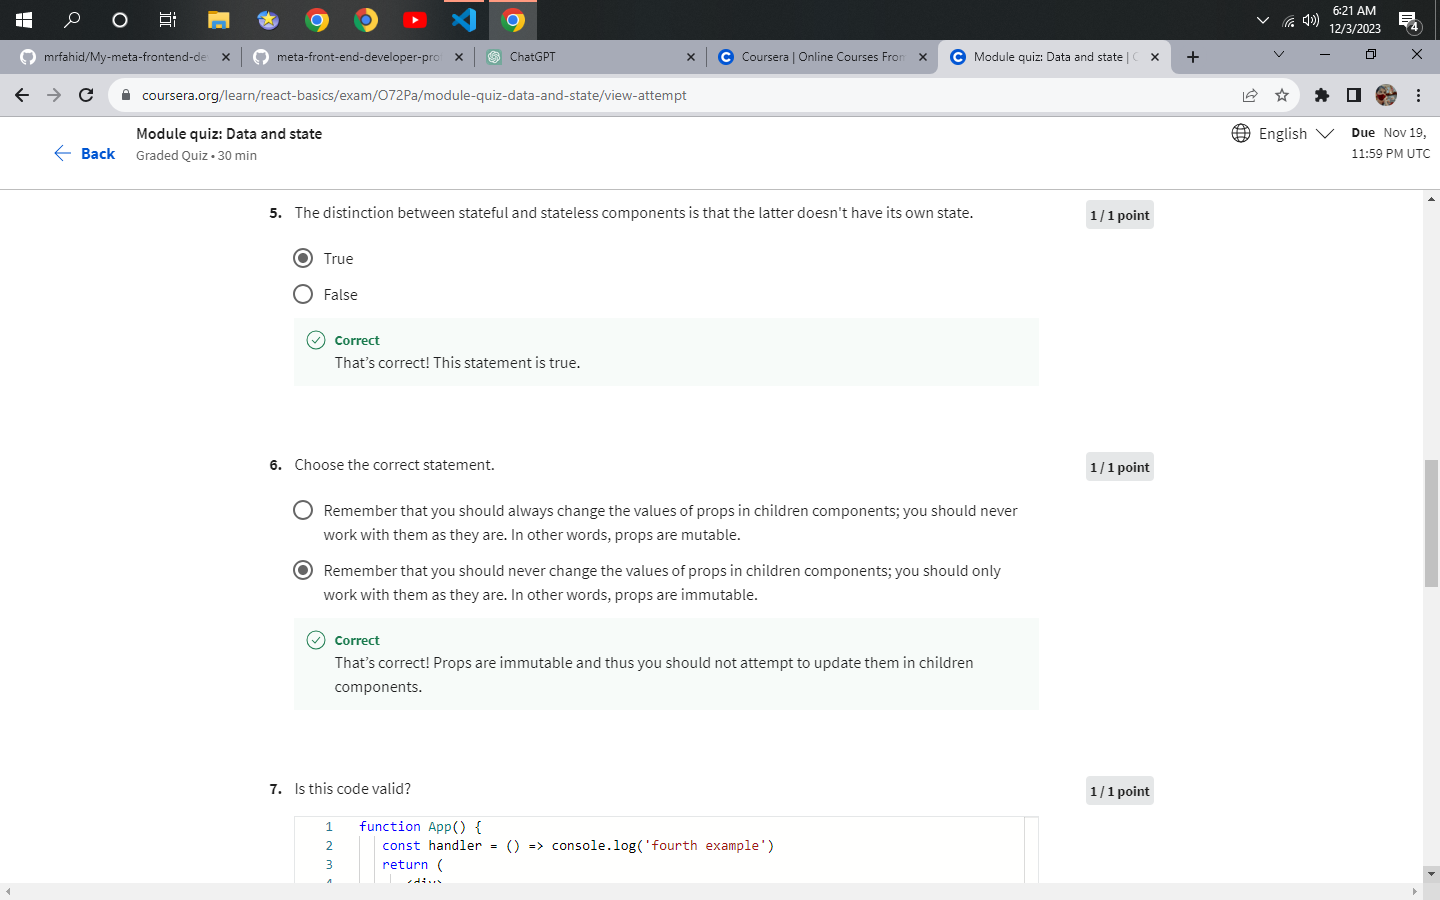 6:21 AM
12/3/2023
4
mrfahid/My-meta-frontend-de
meta-front-end-developer-pro
ChatGPT
Coursera | Online Courses From
Module quiz: Data and state | C
coursera.org/learn/react-basics/exam/O72Pa/module-quiz-data-and-state/view-attempt
Back
Module quiz: Data and state
Graded Quiz • 30 min
English
Due Nov 19,
11:59 PM UTC
5. The distinction between stateful and stateless components is that the latter doesn't have its own state.
1 / 1 point
True
False
Correct
That's correct! This statement is true.
6. Choose the correct statement.
1 / 1 point
Remember that you should always change the values of props in children components; you should never
work with them as they are. In other words, props are mutable.
Remember that you should never change the values of props in children components; you should only
work with them as they are. In other words, props are immutable.
Correct
That's correct! Props are immutable and thus you should not attempt to update them in children
components.
7. Is this code valid?
1 / 1 point
1 function App() {
2 const handler = () => console.log('fourth example')
3 return (
4 <div>